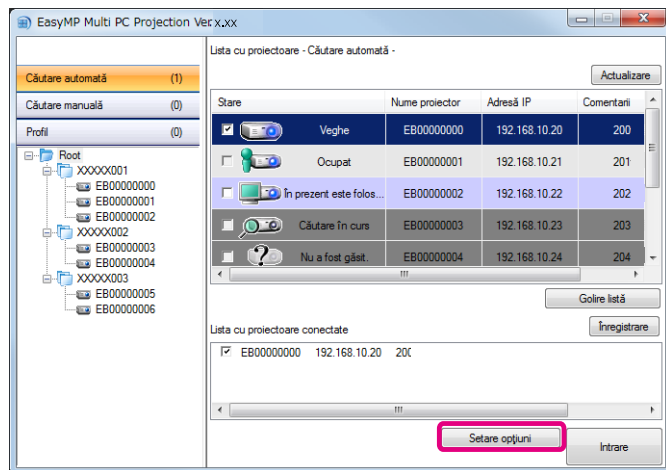 EasyMP Multi PC Projection Ver.x.xx
Lista cu proiectoare - Căutare automată -
Căutare automată (1)
Căutare manuală (0)
Profil (0)
Root
XXXXX001
EB00000000
EB00000001
EB00000002
XXXXX002
EB00000003
EB00000004
XXXXX003
EB00000005
EB00000006
Actualizare
Stare Nume proiector Adresă IP Comentarii
Veghe EB00000000 192.168.10.20 200
Ocupat EB00000001 192.168.10.21 201
În prezent este folos... EB00000002 192.168.10.22 202
Căutare în curs EB00000003 192.168.10.23 203
Nu a fost găsit. EB00000004 192.168.10.24 204
Golire listă
Lista cu proiectoare conectate
Înregistrare
EB00000000 192.168.10.20 200
Setare opţiuni
Intrare